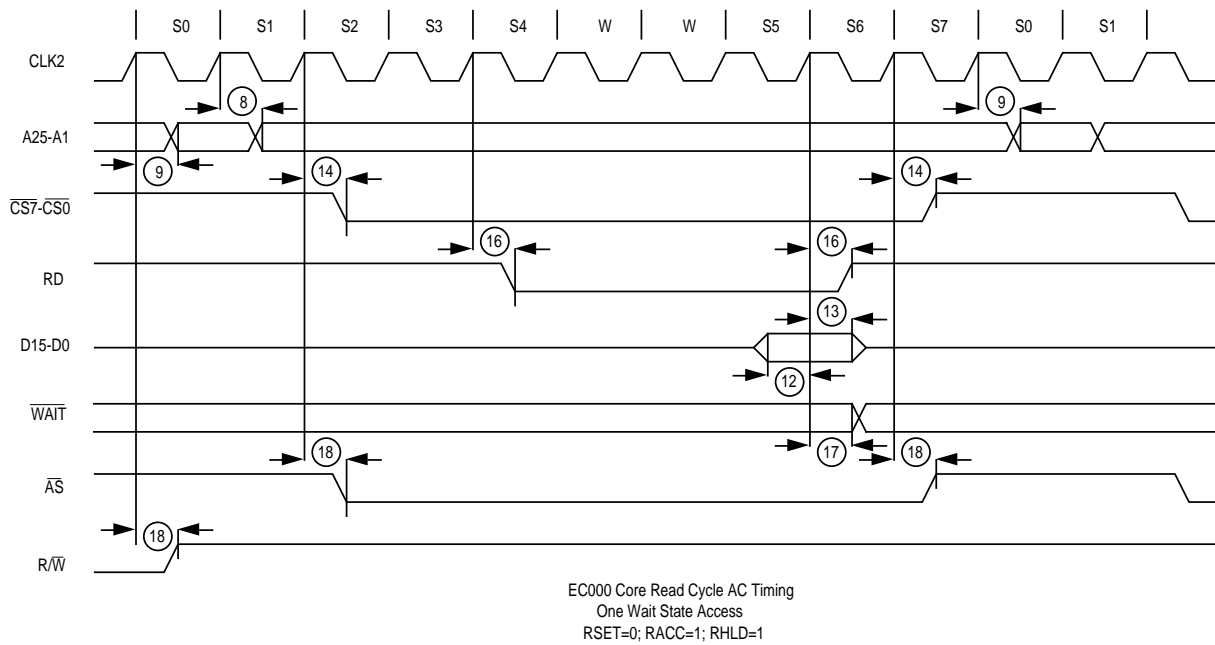 S0 S1 S2 S3 S4 W W S5 S6 S7 S0 S1
CLK2
8 9
A25-A1
9 14 14
CS7-CS0
16 16
RD
13
D15-D0
12
WAIT
18 17 18
AS
18
R/W
EC000 Core Read Cycle AC Timing
One Wait State Access
RSET=0; RACC=1; RHLD=1